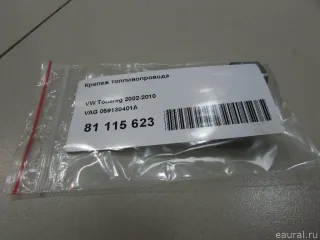 Крепеж топливопровода
VW Touareg 2002-2010
VAG 059130401A
81 115 623
eaural.ru